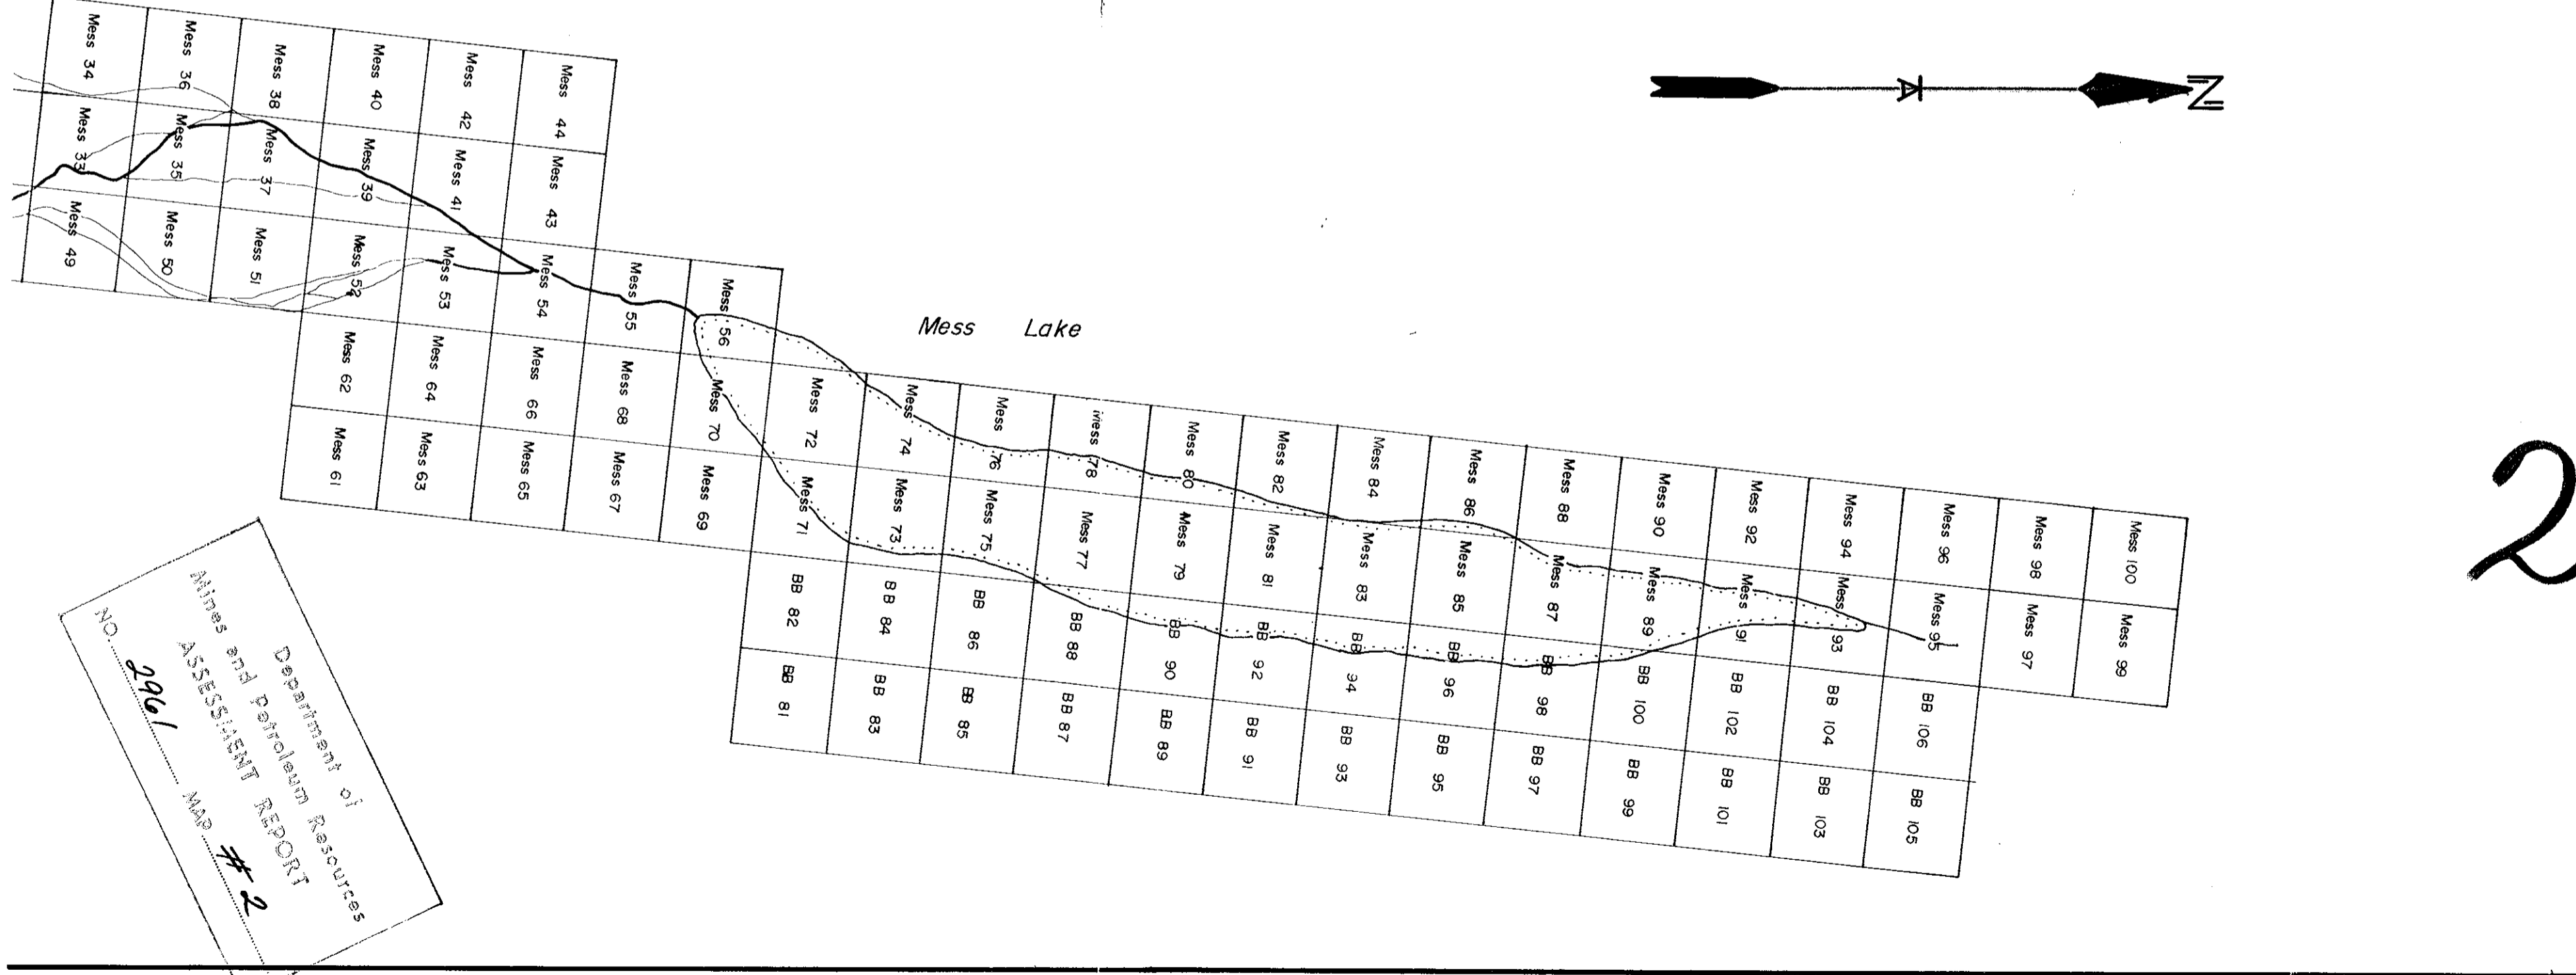 Mess 34
Mess 36
Mess 38
Mess 40
Mess 42
Mess 44
Mess 33
Mess 35
Mess 37
Mess 39
Mess 41
Mess 43
Mess 49
Mess 50
Mess 51
Mess 52
Mess 53
Mess 54
Mess 55
Mess 56
Mess 62
Mess 64
Mess 66
Mess 68
Mess 70
Mess 72
Mess 74
Mess 76
Mess 78
Mess 80
Mess 82
Mess 84
Mess 86
Mess 88
Mess 90
Mess 92
Mess 94
Mess 96
Mess 98
Mess 100
Mess 61
Mess 63
Mess 65
Mess 67
Mess 69
Mess 71
Mess 73
Mess 75
Mess 77
Mess 79
Mess 81
Mess 83
Mess 85
Mess 87
Mess 89
Mess 91
Mess 93
Mess 95
Mess 97
Mess 99
BB 82
BB 84
BB 86
BB 88
BB 90
BB 92
BB 94
BB 96
BB 98
BB 100
BB 102
BB 104
BB 106
BB 81
BB 83
BB 85
BB 87
BB 89
BB 91
BB 93
BB 95
BB 97
BB 99
BB 101
BB 103
BB 105
Mess Lake
N
2
Department of
Mines and Petroleum Resources
ASSESSMENT REPORT
NO. 2961 MAP #2